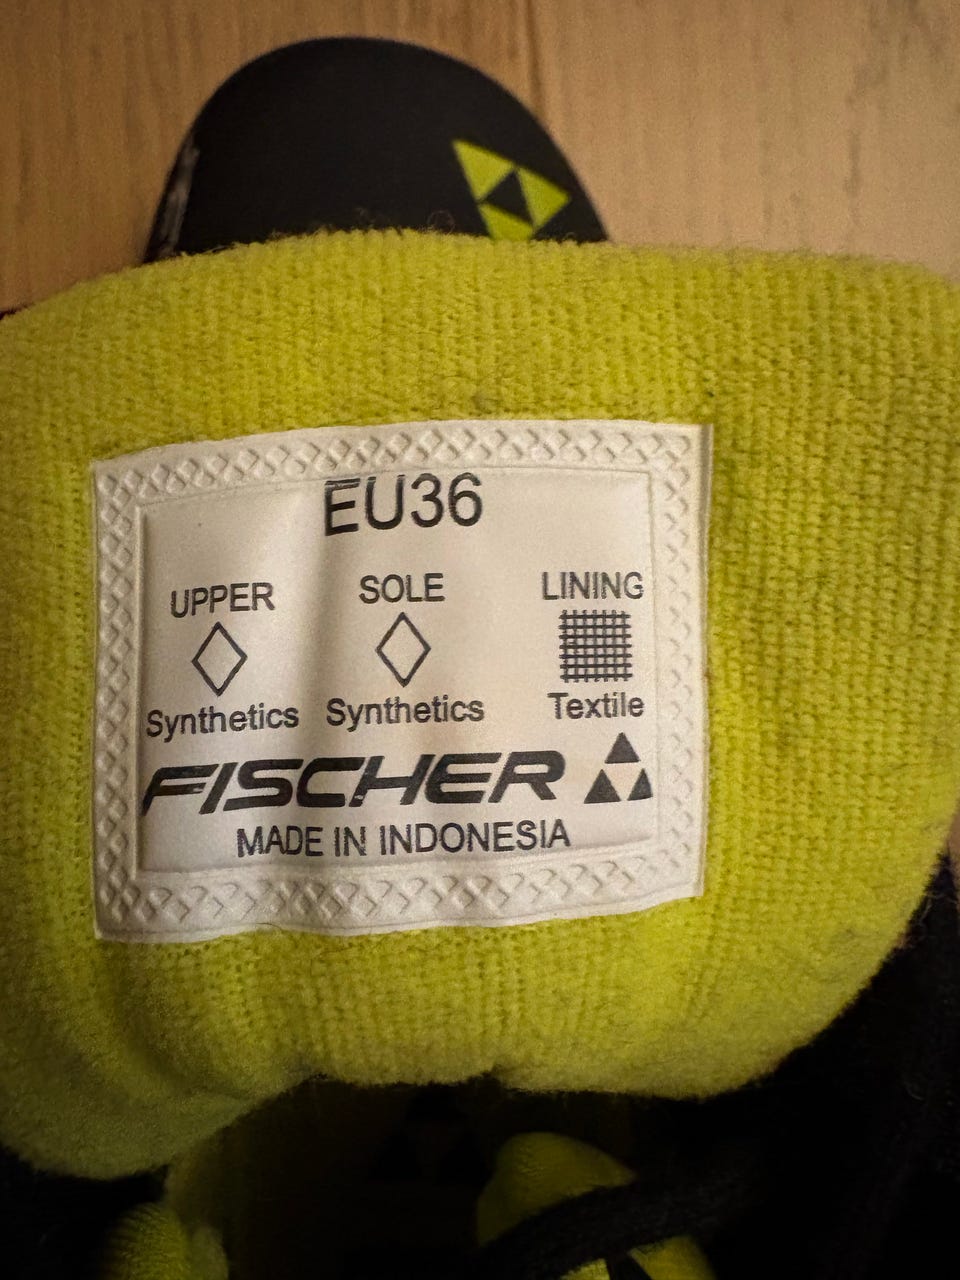 EU36
UPPER SOLE LINING
Synthetics Synthetics Textile
FISCHER
MADE IN INDONESIA